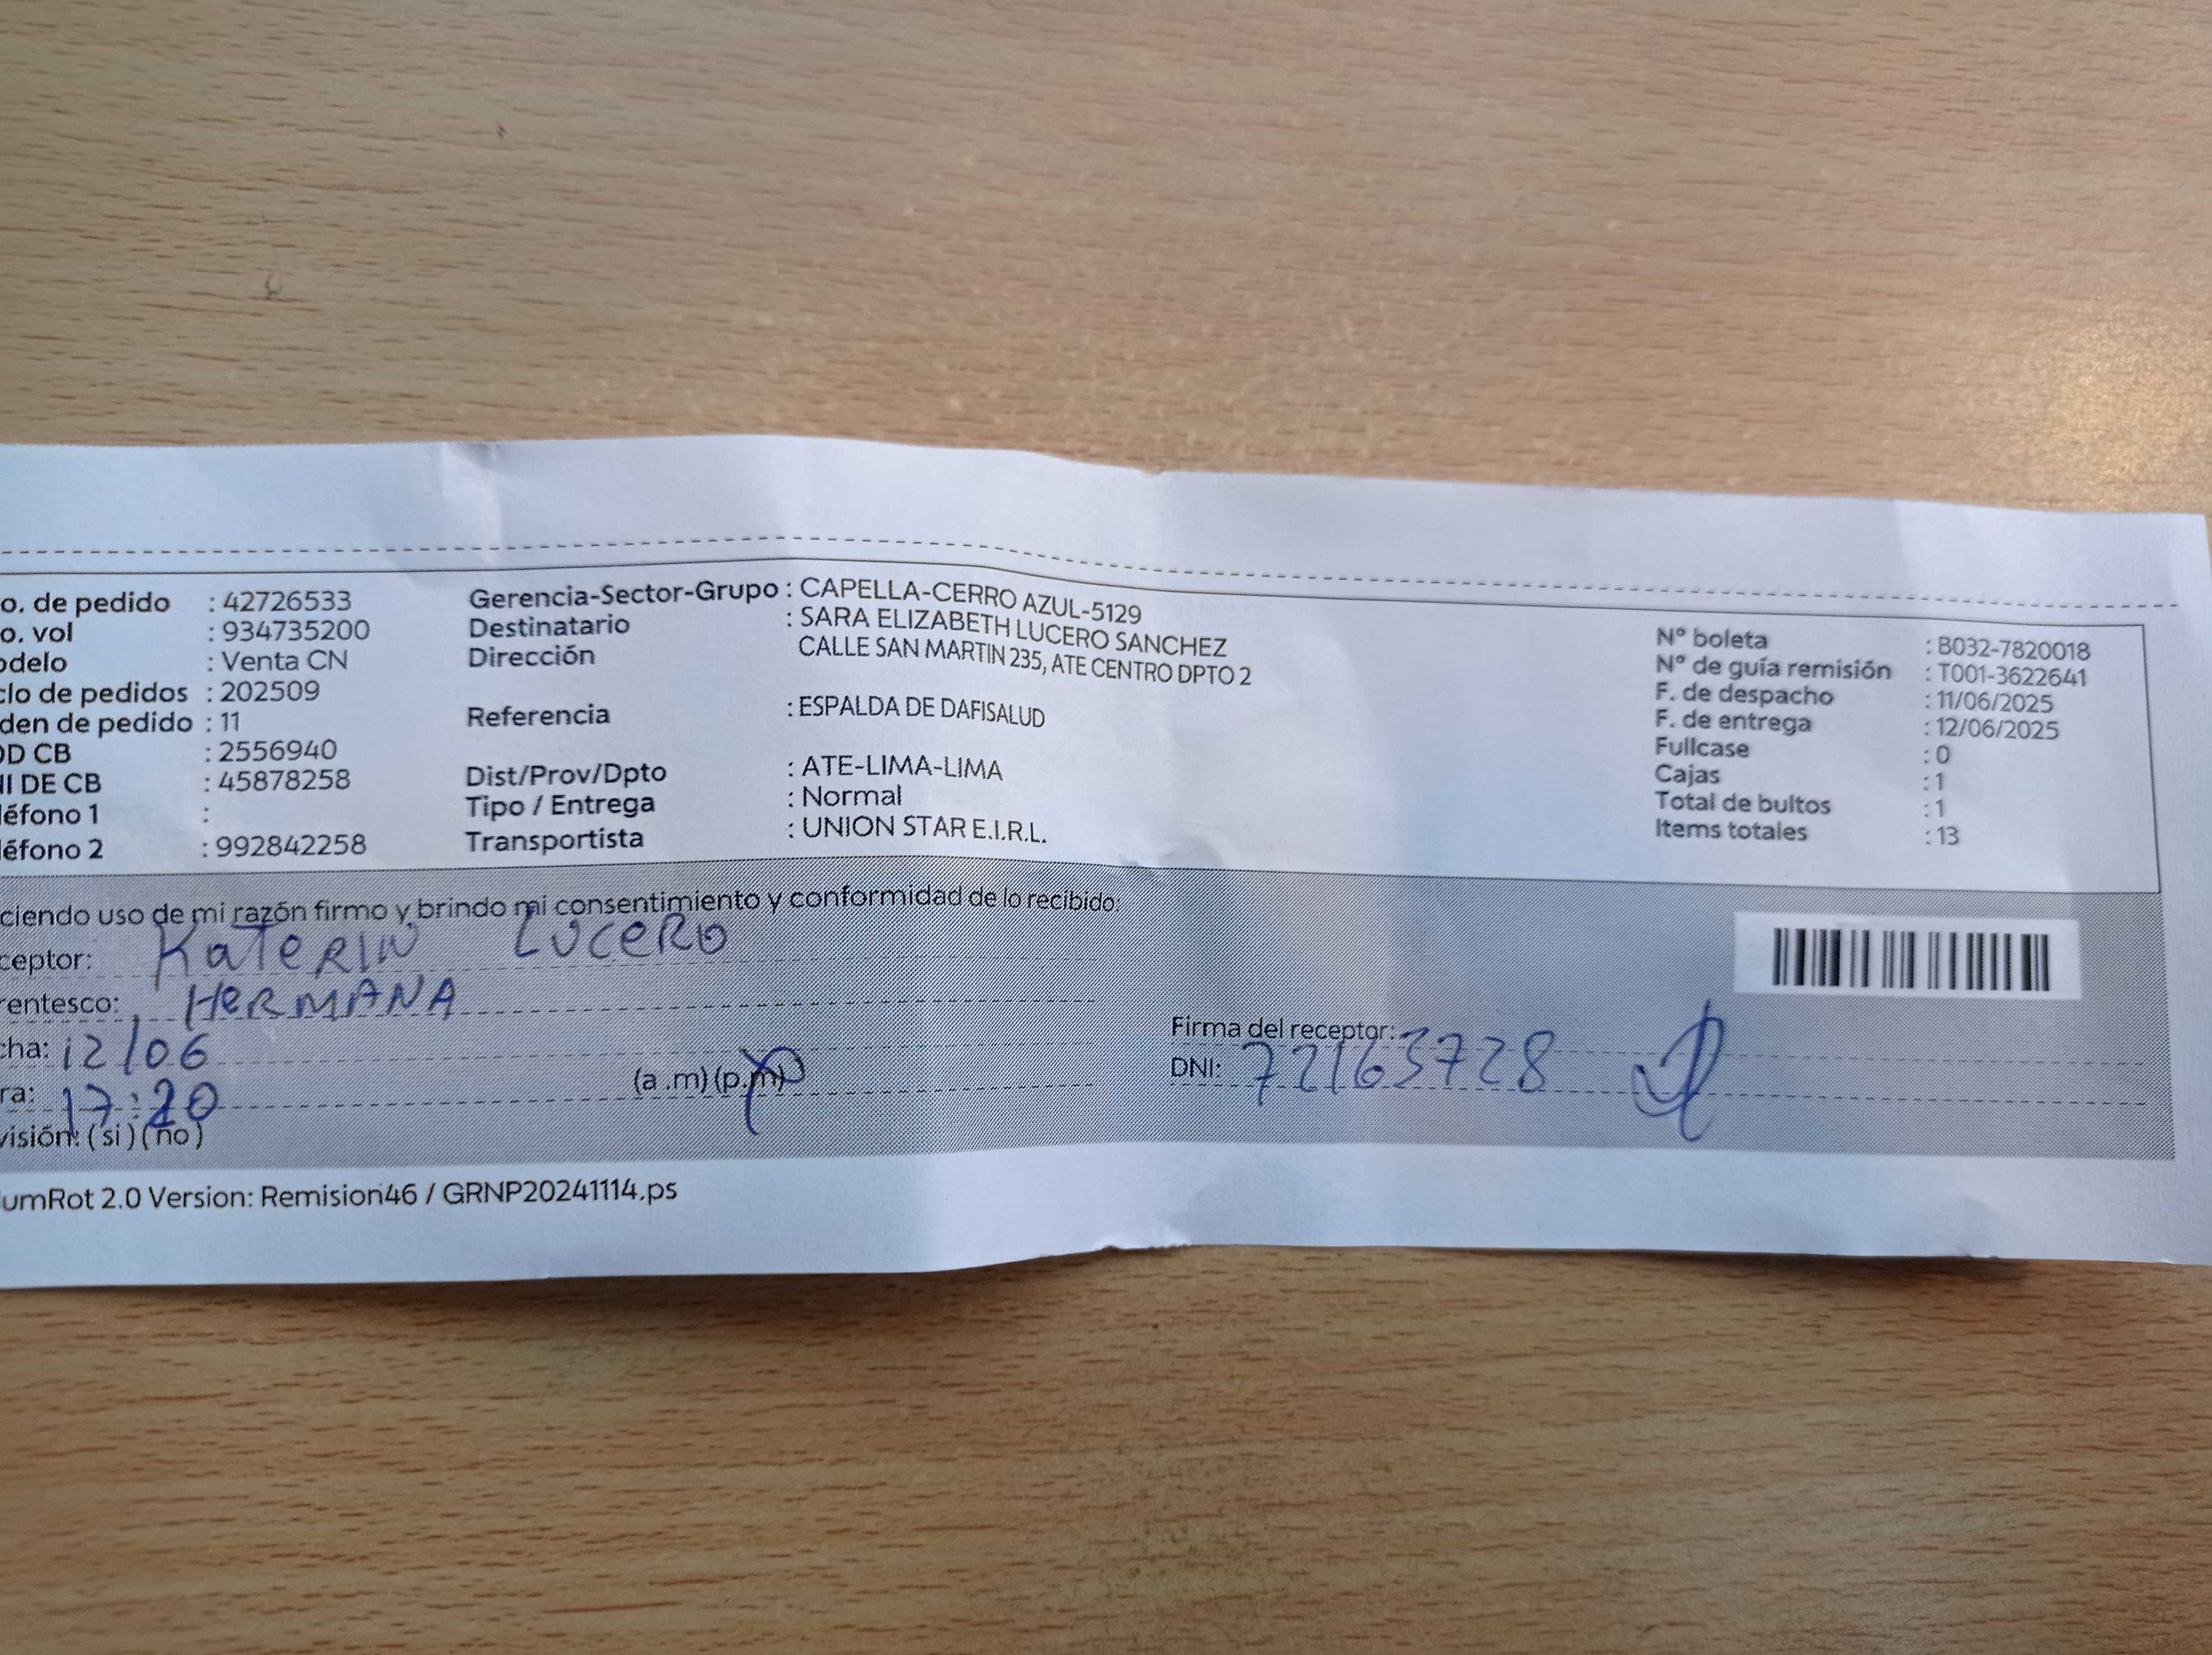 o. de pedido : 42726533
o. vol : 934735200
odelo : Venta CN
clo de pedidos : 202509
den de pedido : 11
OD CB : 2556940
NI DE CB : 45878258
léfono 1 :
léfono 2 : 992842258
Gerencia-Sector-Grupo : CAPELLA-CERRO AZUL-5129
Destinatario : SARA ELIZABETH LUCERO SANCHEZ
Dirección CALLE SAN MARTIN 235, ATE CENTRO DPTO 2
Referencia : ESPALDA DE DAFISALUD
Dist/Prov/Dpto : ATE-LIMA-LIMA
Tipo / Entrega : Normal
Transportista : UNION STAR E.I.R.L.
N° boleta : B032-7820018
N° de guía remisión : T001-3622641
F. de despacho : 11/06/2025
F. de entrega : 12/06/2025
Fullcase : 0
Cajas : 1
Total de bultos : 1
Items totales : 13
ciendo uso de mi razón firmo y brindo mi consentimiento y conformidad de lo recibido:
ceptor: KATERIN LUCERO
rentesco: HERMANA
cha: 12/06
ra: 17:20 (a.m) (p.m)
visión: (si) (no)
Firma del receptor:
DNI: 72163728
umRot 2.0 Version: Remision46 / GRNP20241114.ps